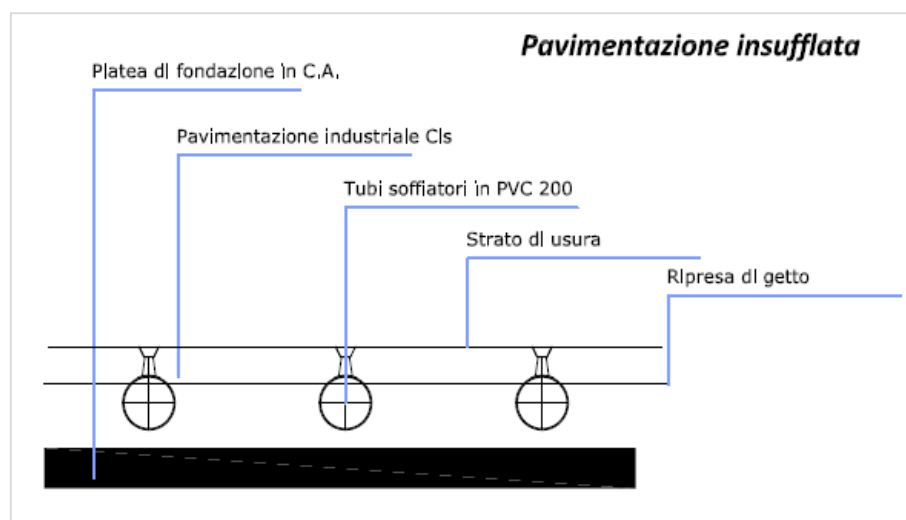 Pavimentazione insufflata
Platea di fondazione in C.A.
Pavimentazione industriale Cls
Tubi soffiatori in PVC 200
Strato di usura
Ripresa di getto